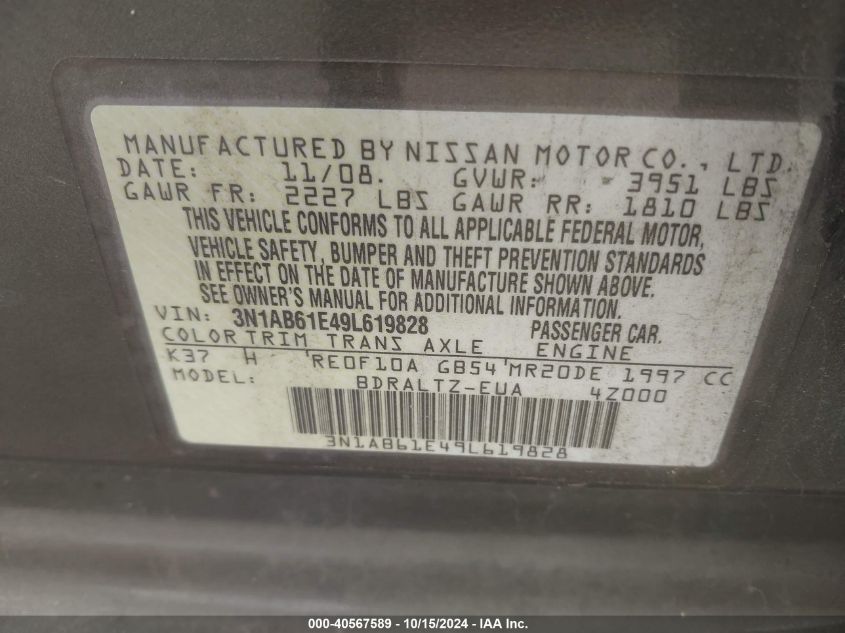 MANUFACTURED BY NISSAN MOTOR CO., LTD.
DATE: 11/08. GVWR: 3951 LBS
GAWR FR: 2227 LBS GAWR RR: 1810 LBS
THIS VEHICLE CONFORMS TO ALL APPLICABLE FEDERAL MOTOR,
VEHICLE SAFETY, BUMPER AND THEFT PREVENTION STANDARDS
IN EFFECT ON THE DATE OF MANUFACTURE SHOWN ABOVE.
SEE OWNER'S MANUAL FOR ADDITIONAL INFORMATION.
VIN: 3N1AB61E49L619828 PASSENGER CAR.
COLOR TRIM TRANS AXLE ENGINE
K37 H 'RE0F10A GB54'MR20DE 1997 CC
MODEL: BDRALTZ-EUA 4Z000
3N1AB61E49L619828
000-40567589 - 10/15/2024 - IAA Inc.